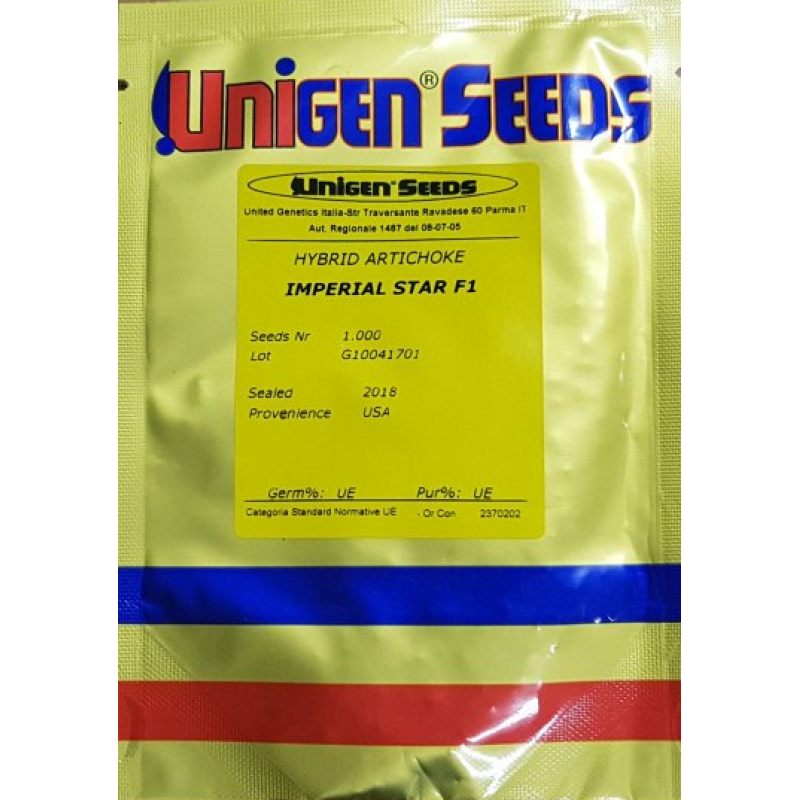 UniGEN® SEEDS
UniGEN® SEEDS
United Genetics Italia-Str Traversante Ravadese 60 Parma IT
Aut. Regionale 1487 del 08-07-05
HYBRID ARTICHOKE
IMPERIAL STAR F1
Seeds Nr 1.000
Lot G10041701
Sealed 2018
Provenience USA
Germ%: UE Pur%: UE
Categoria Standard Normative UE - Or Con 2370202